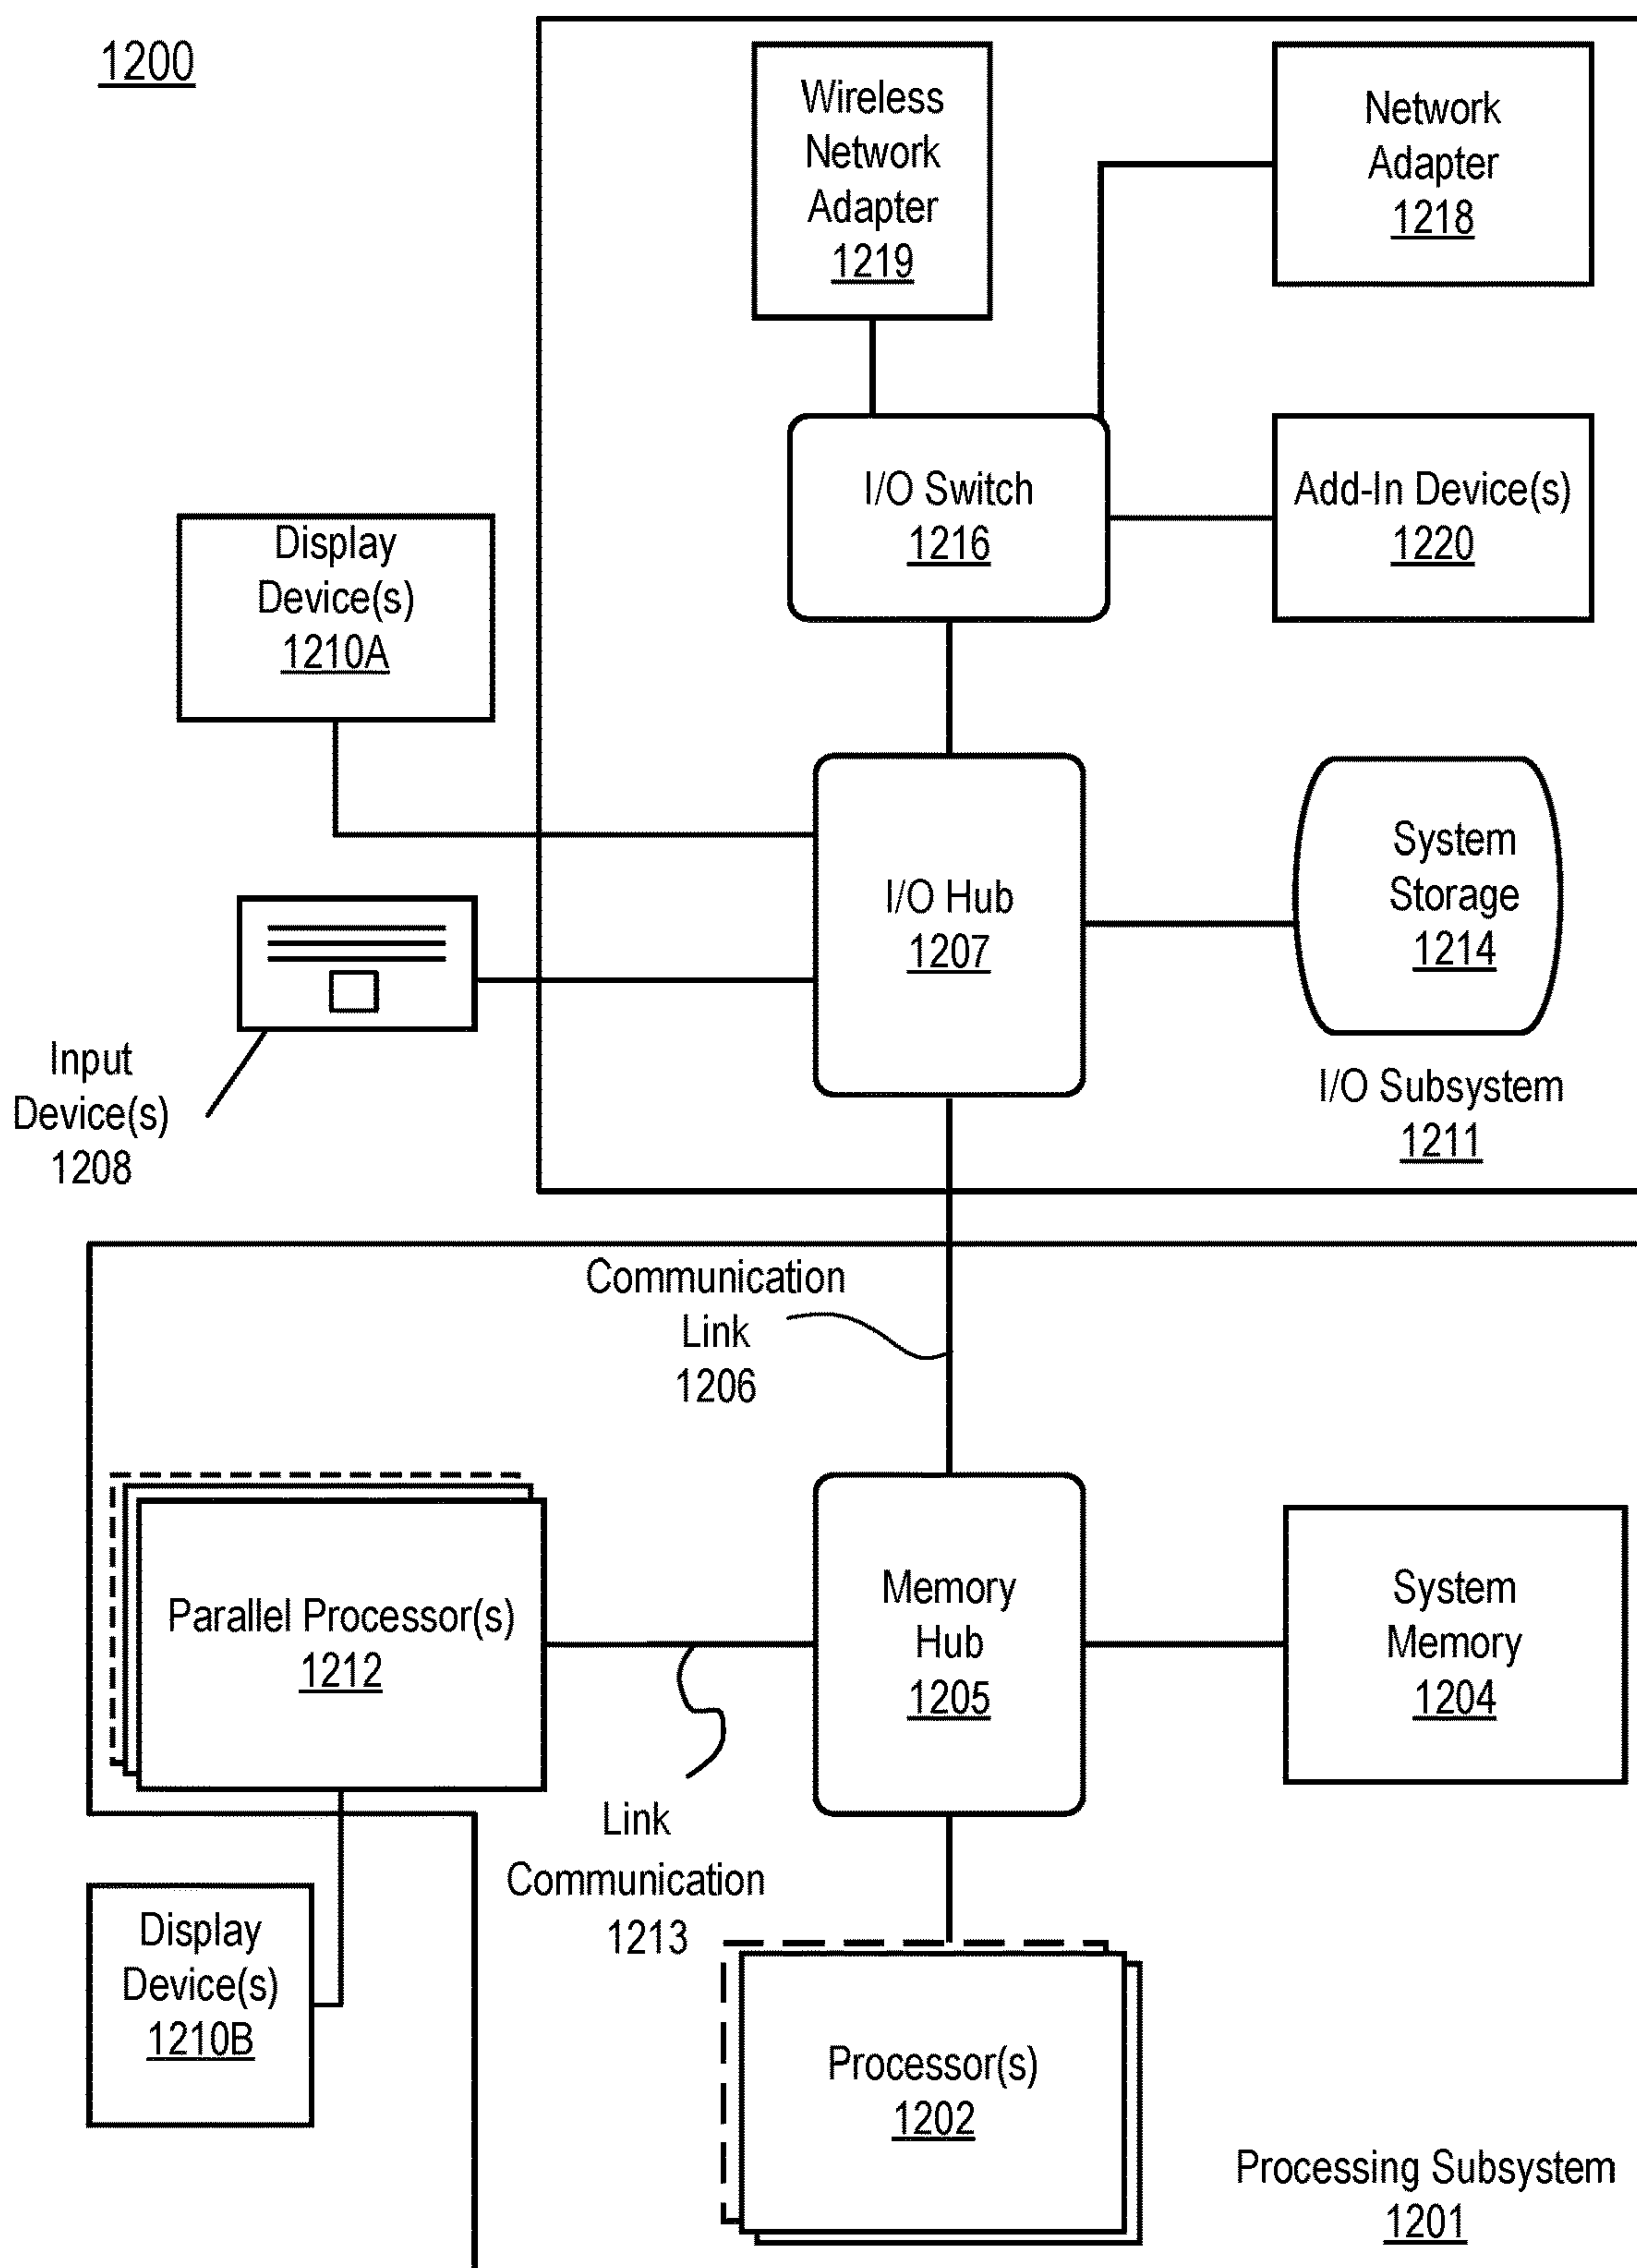 1200
Wireless
Network
Adapter
1219
Network
Adapter
1218
I/O Switch
1216
Add-In Device(s)
1220
Display
Device(s)
1210A
I/O Hub
1207
System
Storage
1214
Input
Device(s)
1208
I/O Subsystem
1211
Communication
Link
1206
Parallel Processor(s)
1212
Memory
Hub
1205
System
Memory
1204
Link
Communication
1213
Display
Device(s)
1210B
Processor(s)
1202
Processing Subsystem
1201